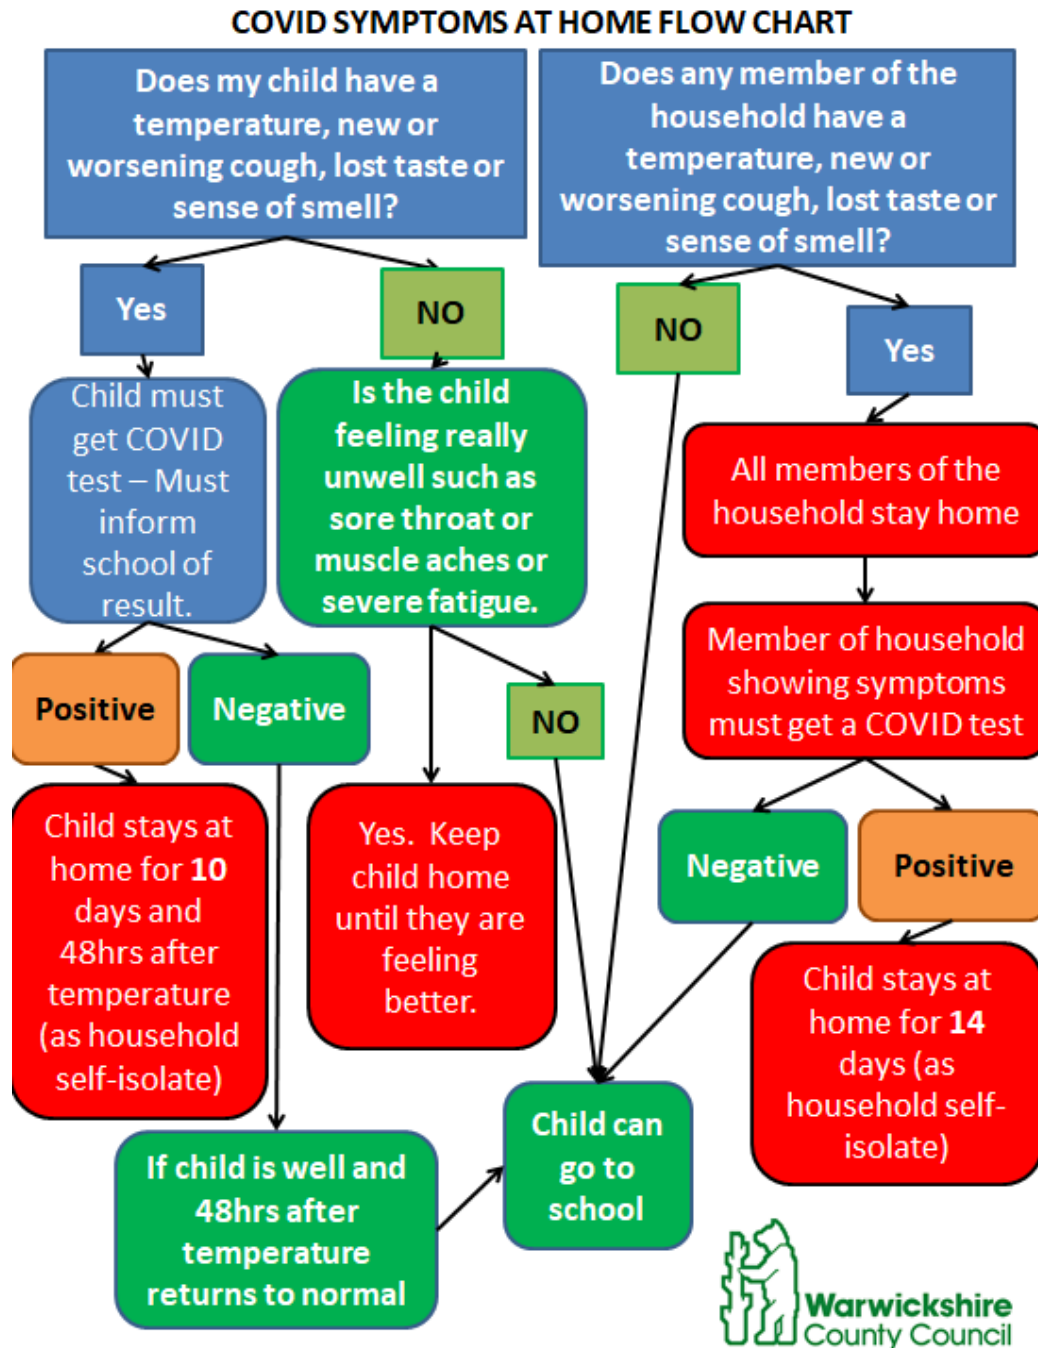 COVID SYMPTOMS AT HOME FLOW CHART
Does my child have a
temperature, new or
worsening cough, lost taste or
sense of smell?
Does any member of the
household have a
temperature, new or
worsening cough, lost taste or
sense of smell?
Yes
NO
NO
Yes
Child must
get COVID
test – Must
inform
school of
result.
Is the child
feeling really
unwell such as
sore throat or
muscle aches or
severe fatigue.
All members of the
household stay home
Member of household
showing symptoms
must get a COVID test
Positive
Negative
NO
Negative
Positive
Child stays at
home for 10
days and
48hrs after
temperature
(as household
self-isolate)
Yes. Keep
child home
until they are
feeling
better.
Child stays at
home for 14
days (as
household self-
isolate)
If child is well and
48hrs after
temperature
returns to normal
Child can
go to
school
Warwickshire
County Council